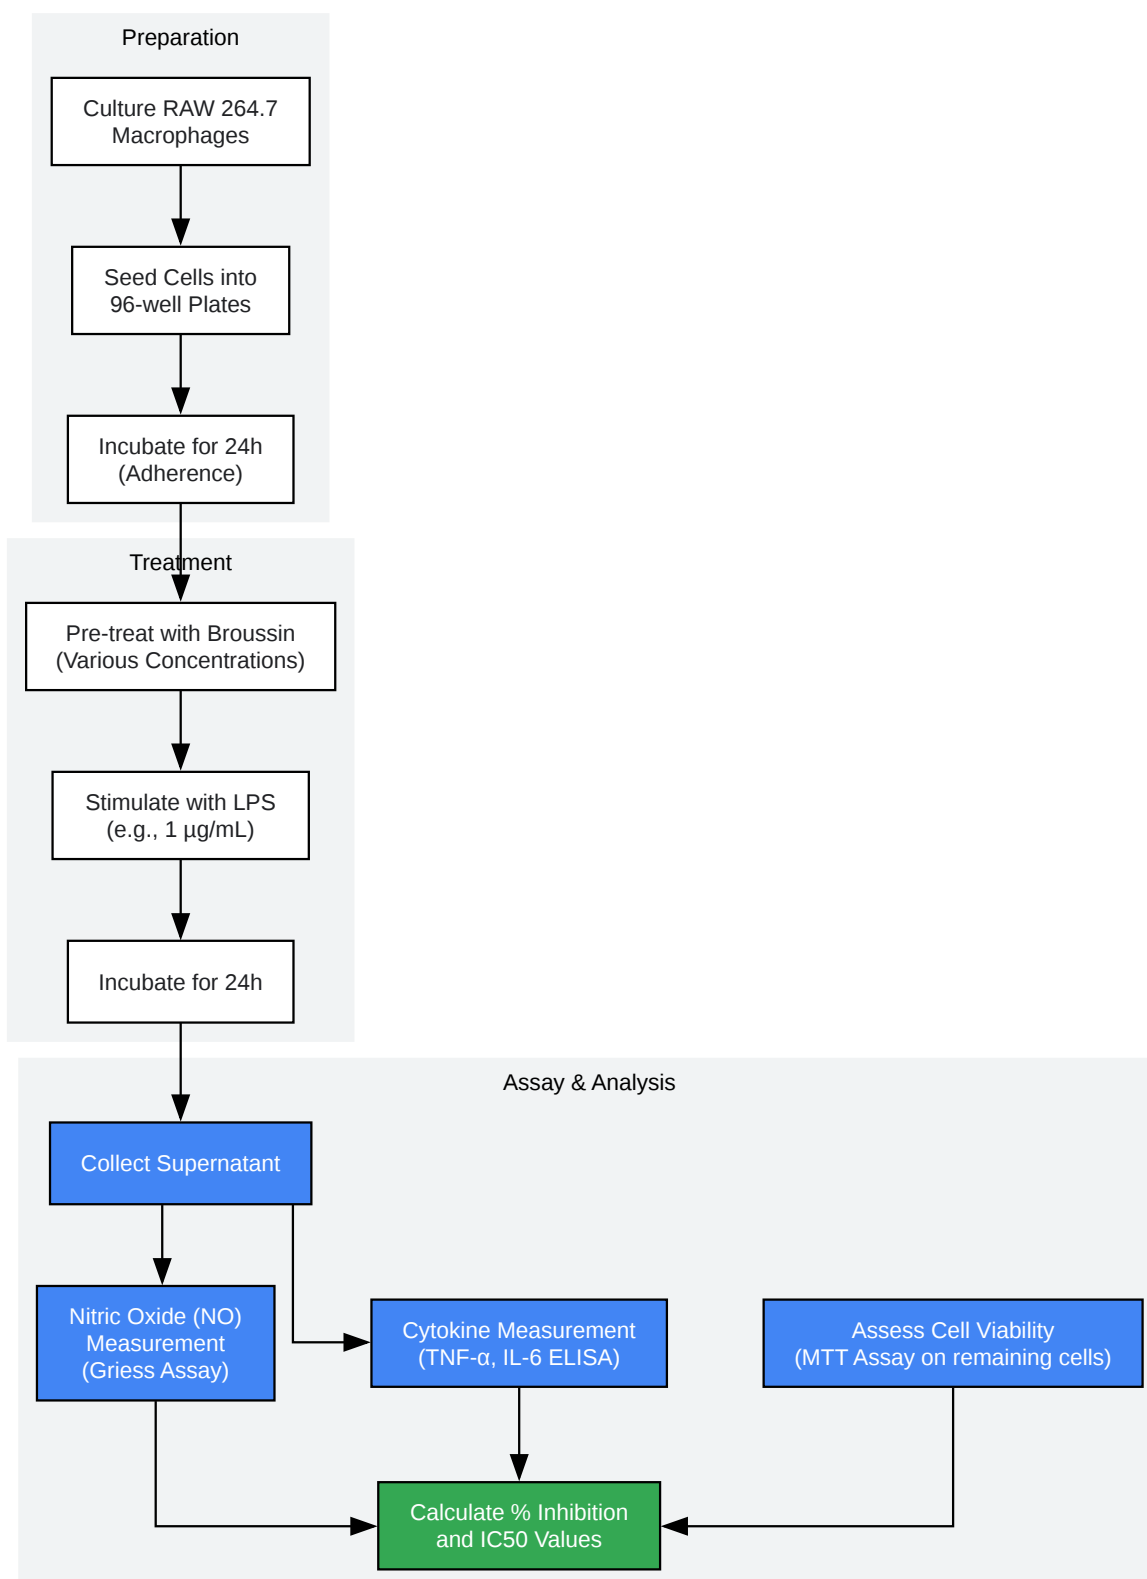 Preparation
Culture RAW 264.7
Macrophages
Seed Cells into
96-well Plates
Incubate for 24h
(Adherence)
Treatment
Pre-treat with Broussin
(Various Concentrations)
Stimulate with LPS
(e.g., 1 µg/mL)
Incubate for 24h
Assay & Analysis
Collect Supernatant
Nitric Oxide (NO)
Measurement
(Griess Assay)
Cytokine Measurement
(TNF-α, IL-6 ELISA)
Assess Cell Viability
(MTT Assay on remaining cells)
Calculate % Inhibition
and IC50 Values